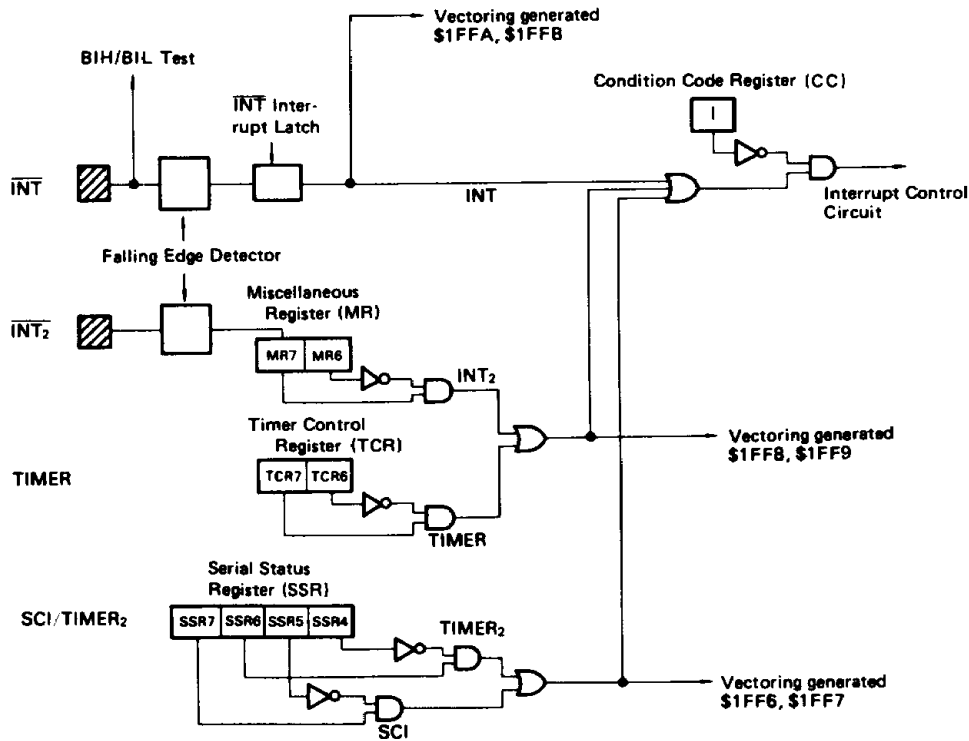 Vectoring generated
$1FFA, $1FFB
BIH/BIL Test
Condition Code Register (CC)
I
INT Inter-
rupt Latch
INT
INT
Interrupt Control
Circuit
Falling Edge Detector
INT2
Miscellaneous
Register (MR)
MR7 MR6
INT2
Timer Control
Register (TCR)
TCR7 TCR6
TIMER
TIMER
Vectoring generated
$1FF8, $1FF9
Serial Status
Register (SSR)
SCI/TIMER2
SSR7 SSR6 SSR5 SSR4
TIMER2
SCI
Vectoring generated
$1FF6, $1FF7